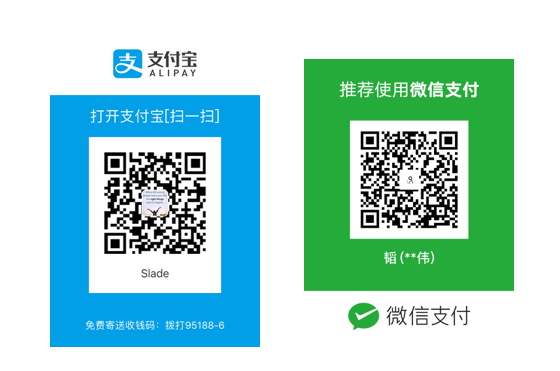 支付宝
ALIPAY
打开支付宝[扫一扫]
Slade
免费寄送收钱码：拨打95188-6
推荐使用微信支付
韬(**伟)
微信支付